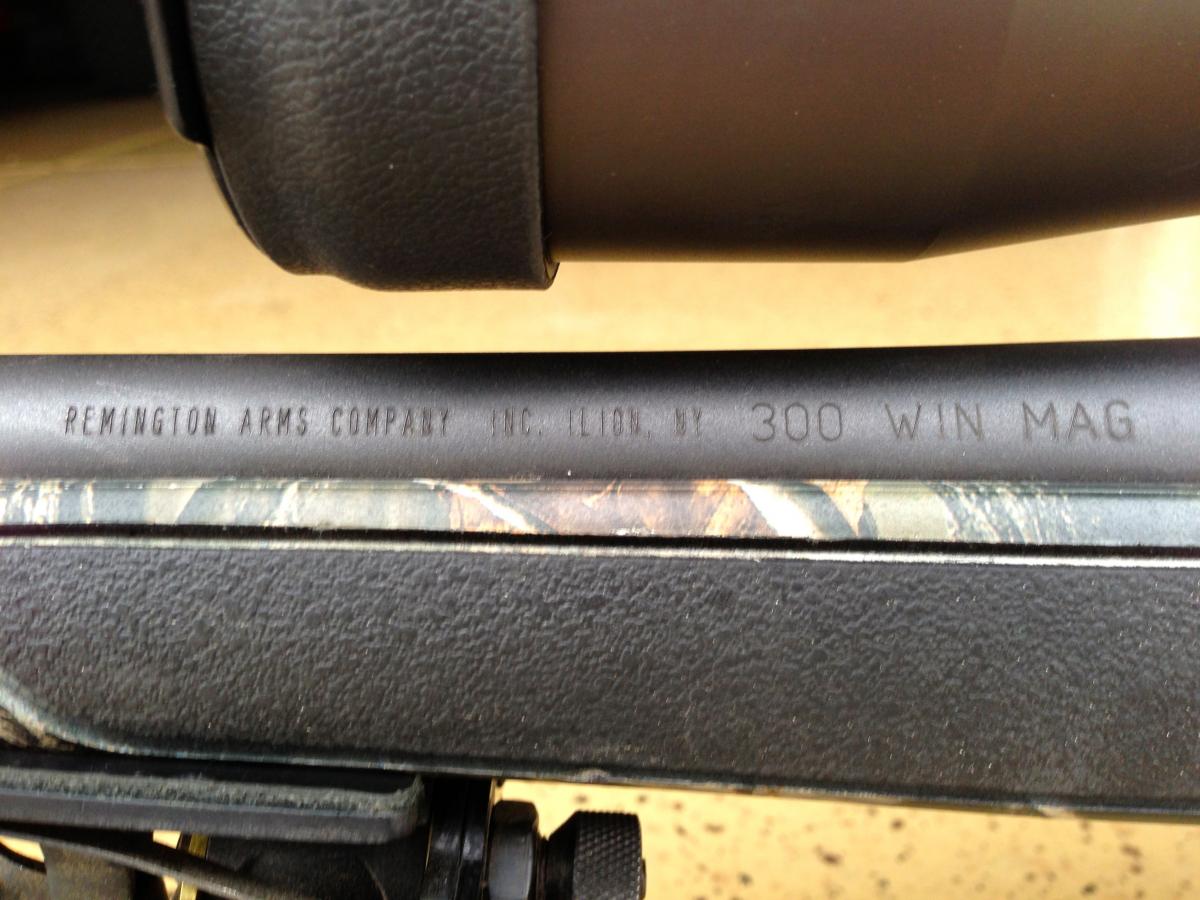 REMINGTON ARMS COMPANY INC. ILION, NY 300 WIN MAG